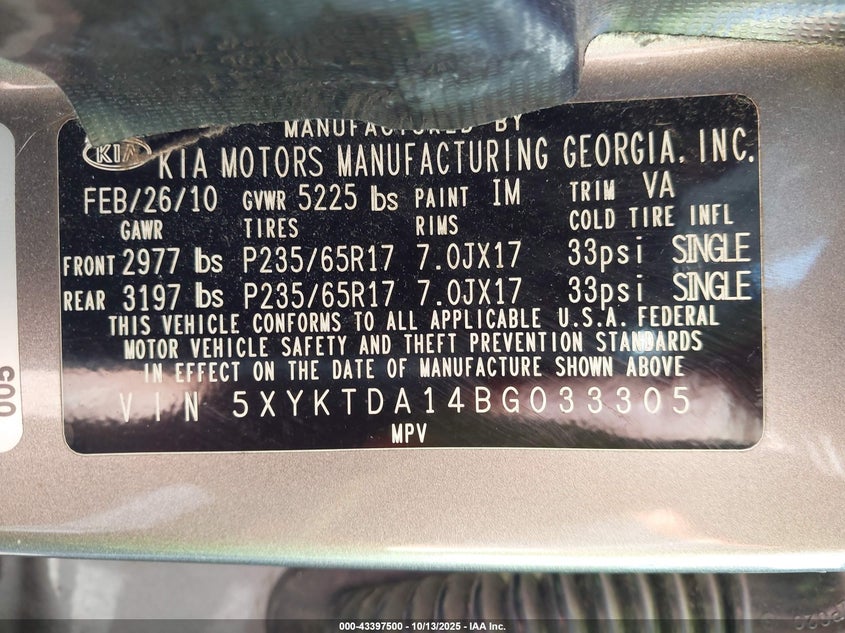 MANUFACTURED BY
KIA KIA MOTORS MANUFACTURING GEORGIA, INC.
FEB/26/10 GVWR 5225 lbs PAINT IM TRIM VA
GAWR TIRES RIMS COLD TIRE INFL
FRONT 2977 lbs P235/65R17 7.0JX17 33psi SINGLE
REAR 3197 lbs P235/65R17 7.0JX17 33psi SINGLE
THIS VEHICLE CONFORMS TO ALL APPLICABLE U.S.A. FEDERAL
MOTOR VEHICLE SAFETY AND THEFT PREVENTION STANDARDS
IN EFFECT ON THE DATE OF MANUFACTURE SHOWN ABOVE
VIN 5XYKTDA14BG033305
MPV
005
000-43397500 - 10/13/2025 - IAA Inc.